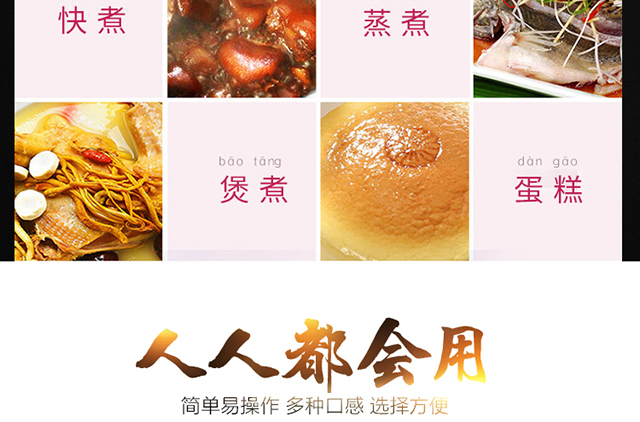 快煮
蒸煮
bāo tāng
煲煮
dàn gāo
蛋糕
人人都会用
简单易操作 多种口感 选择方便